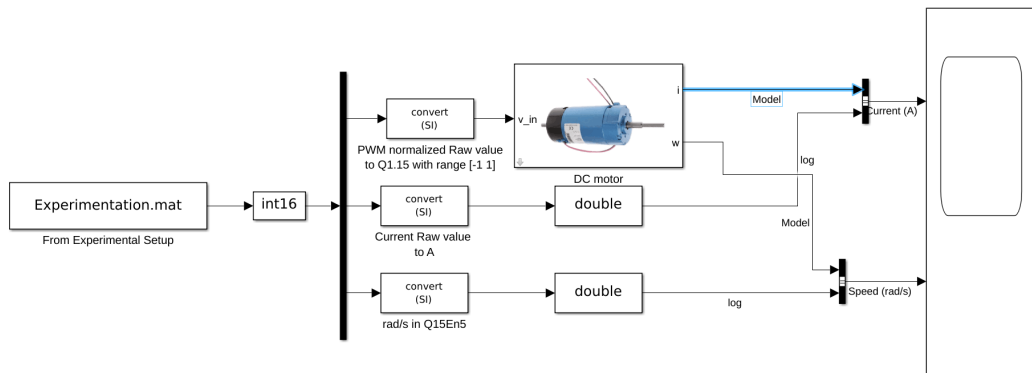 Experimentation.mat
From Experimental Setup
int16
convert
(SI)
PWM normalized Raw value
to Q1.15 with range [-1 1]
v_in
i
w
DC motor
convert
(SI)
Current Raw value
to A
double
convert
(SI)
rad/s in Q15En5
double
Model
log
Model
log
Current (A)
Speed (rad/s)